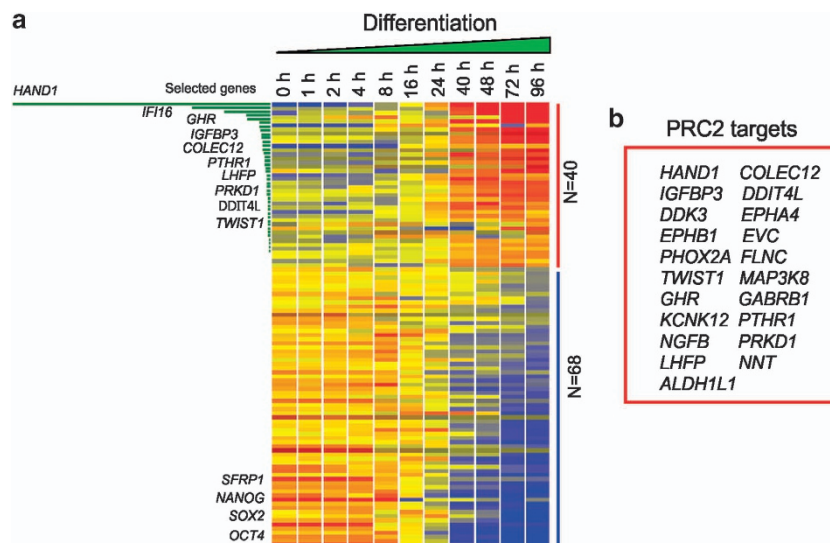 a
Differentiation
Selected genes
0 h
1 h
2 h
4 h
8 h
16 h
24 h
40 h
48 h
72 h
96 h
HAND1
IFI16
GHR
IGFBP3
COLEC12
PTHR1
LHFP
PRKD1
DDIT4L
TWIST1
N=40
N=68
SFRP1
NANOG
SOX2
OCT4
b
PRC2 targets
HAND1 COLEC12
IGFBP3 DDIT4L
DDK3 EPHA4
EPHB1 EVC
PHOX2A FLNC
TWIST1 MAP3K8
GHR GABRB1
KCNK12 PTHR1
NGFB PRKD1
LHFP NNT
ALDH1L1